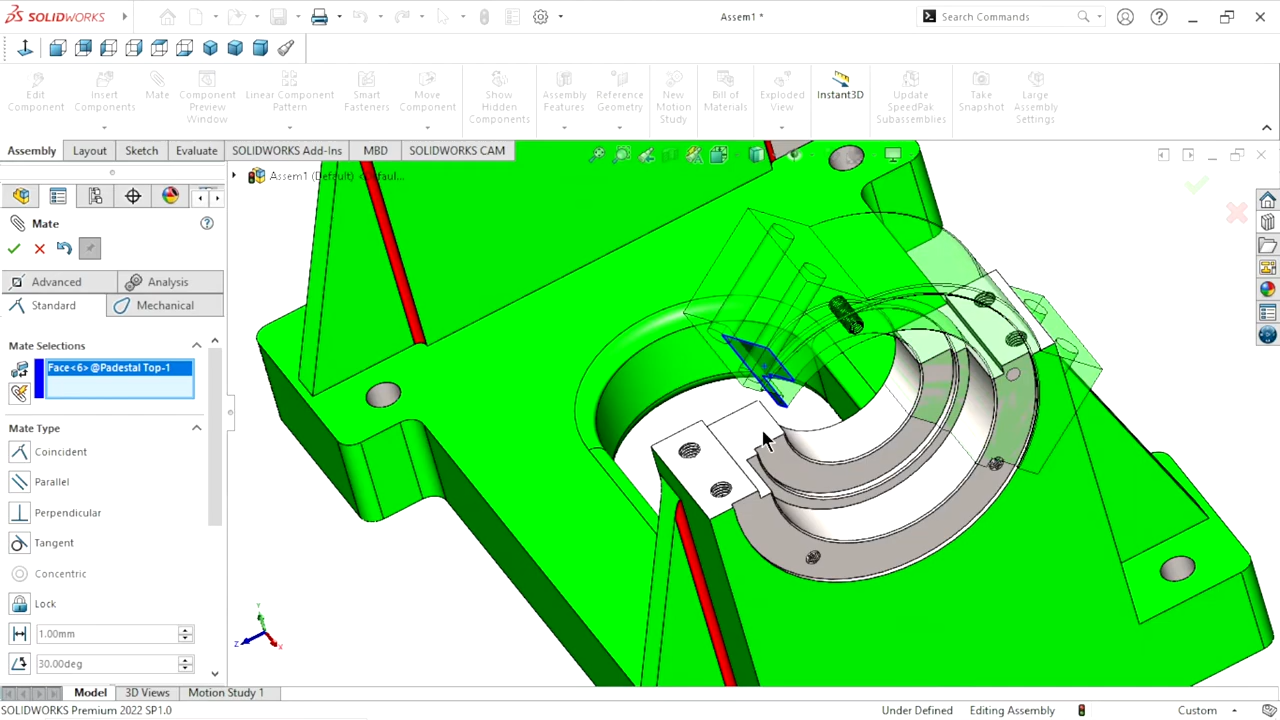 SOLIDWORKS
Assem1 *
Search Commands
Edit Component
Insert Components
Mate
Component Preview Window
Linear Component Pattern
Smart Fasteners
Move Component
Show Hidden Components
Assembly Features
Reference Geometry
New Motion Study
Bill of Materials
Exploded View
Instant3D
Update SpeedPak Subassemblies
Take Snapshot
Large Assembly Settings
Assembly
Layout
Sketch
Evaluate
SOLIDWORKS Add-Ins
MBD
SOLIDWORKS CAM
Assem1 (Default) <Defaul...
Mate
Advanced
Analysis
Standard
Mechanical
Mate Selections
Face<6> @Padestal Top-1
Mate Type
Coincident
Parallel
Perpendicular
Tangent
Concentric
Lock
1.00mm
30.00deg
Y
Z
X
Model
3D Views
Motion Study 1
SOLIDWORKS Premium 2022 SP1.0
Under Defined
Editing Assembly
Custom